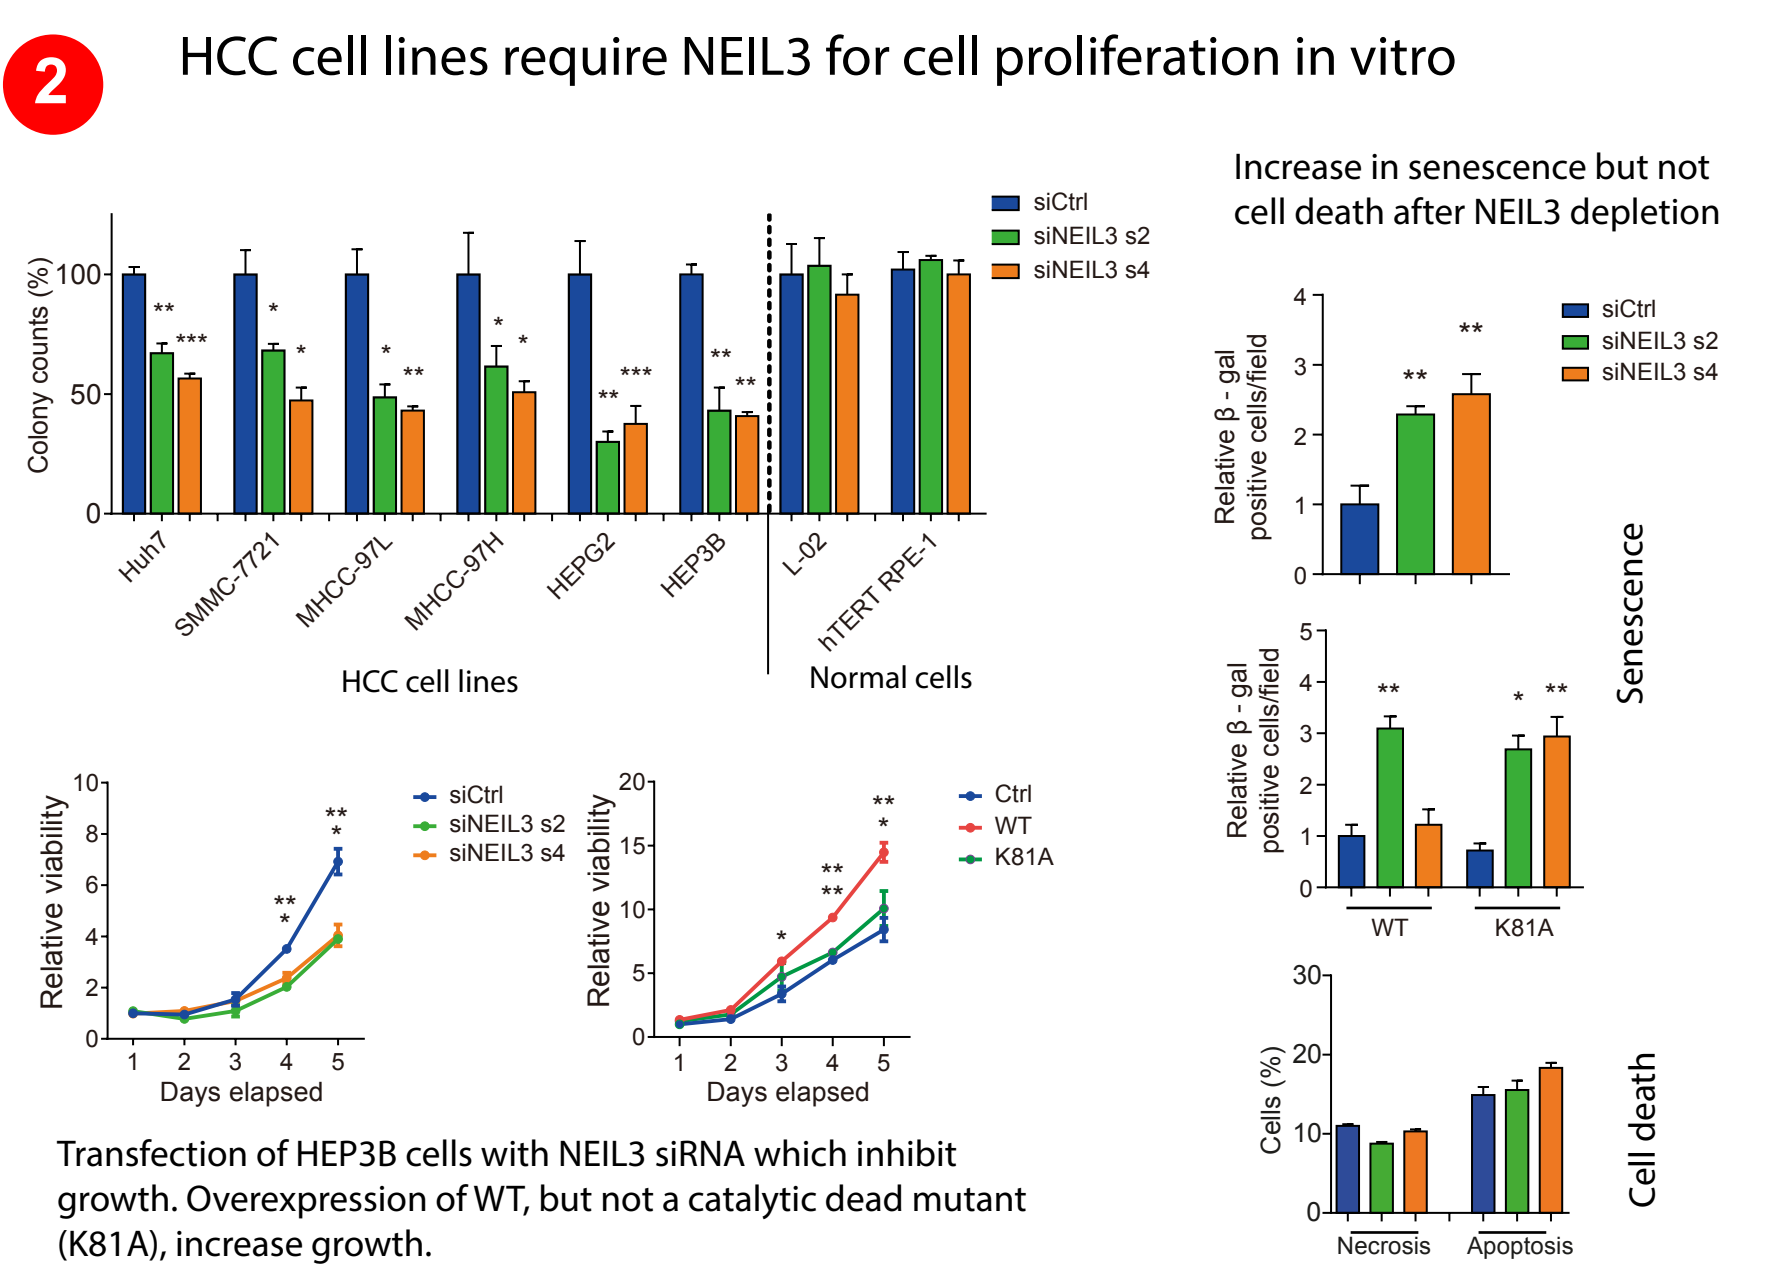 2
HCC cell lines require NEIL3 for cell proliferation in vitro
Colony counts (%)
100
50
0
**
***
*
*
*
**
*
*
**
***
**
**
siCtrl
siNEIL3 s2
siNEIL3 s4
Huh7
SMMC-7721
MHCC-97L
MHCC-97H
HEPG2
HEP3B
L-02
hTERT RPE-1
HCC cell lines
Normal cells
Relative viability
10
8
6
4
2
0
**
*
**
*
siCtrl
siNEIL3 s2
siNEIL3 s4
1 2 3 4 5
Days elapsed
Relative viability
20
15
10
5
0
*
**
**
**
*
Ctrl
WT
K81A
1 2 3 4 5
Days elapsed
Transfection of HEP3B cells with NEIL3 siRNA which inhibit
growth. Overexpression of WT, but not a catalytic dead mutant
(K81A), increase growth.
Increase in senescence but not
cell death after NEIL3 depletion
Relative β - gal
positive cells/field
4
3
2
1
0
**
**
siCtrl
siNEIL3 s2
siNEIL3 s4
Senescence
Relative β - gal
positive cells/field
5
4
3
2
1
0
**
*
**
WT
K81A
Cells (%)
30
20
10
0
Necrosis
Apoptosis
Cell death